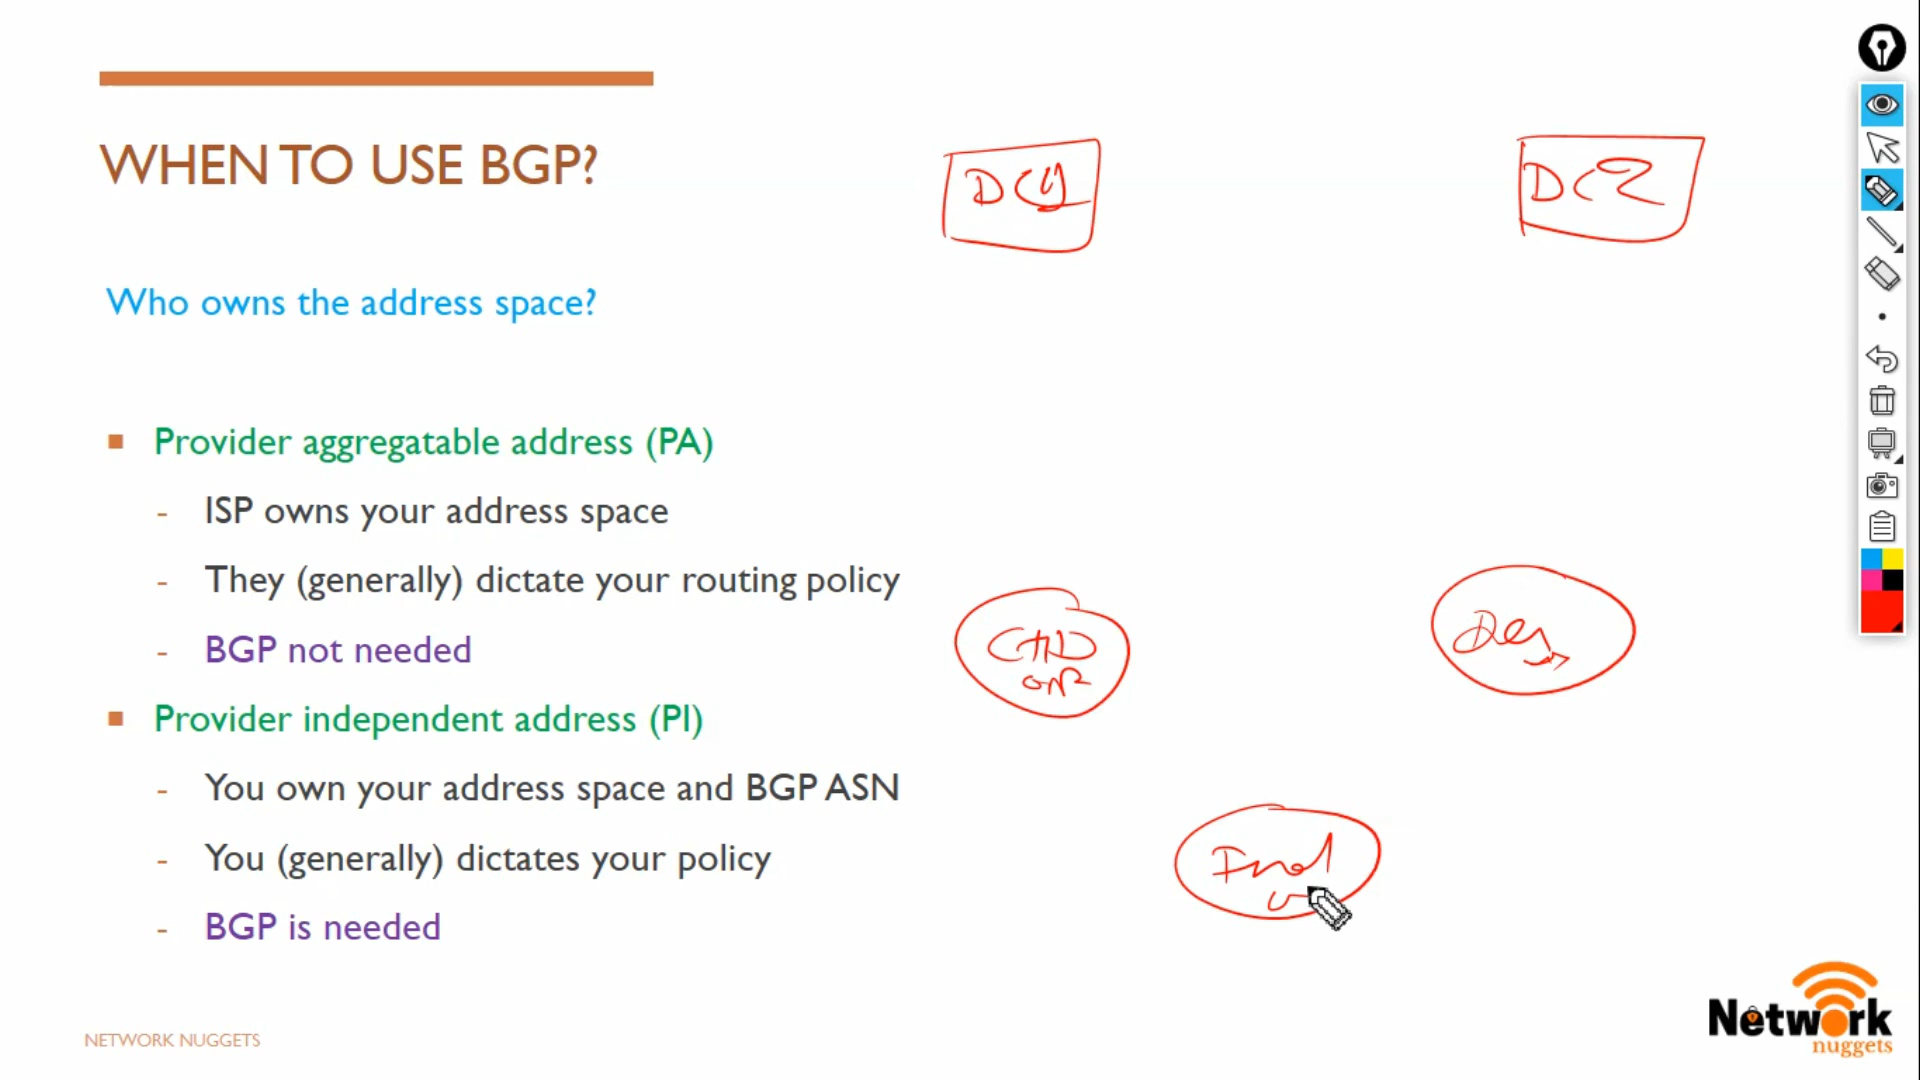 WHEN TO USE BGP?
Who owns the address space?
Provider aggregatable address (PA)
- ISP owns your address space
- They (generally) dictate your routing policy
- BGP not needed
Provider independent address (PI)
- You own your address space and BGP ASN
- You (generally) dictates your policy
- BGP is needed
DC1
DC2
NETWORK NUGGETS
Network
nuggets